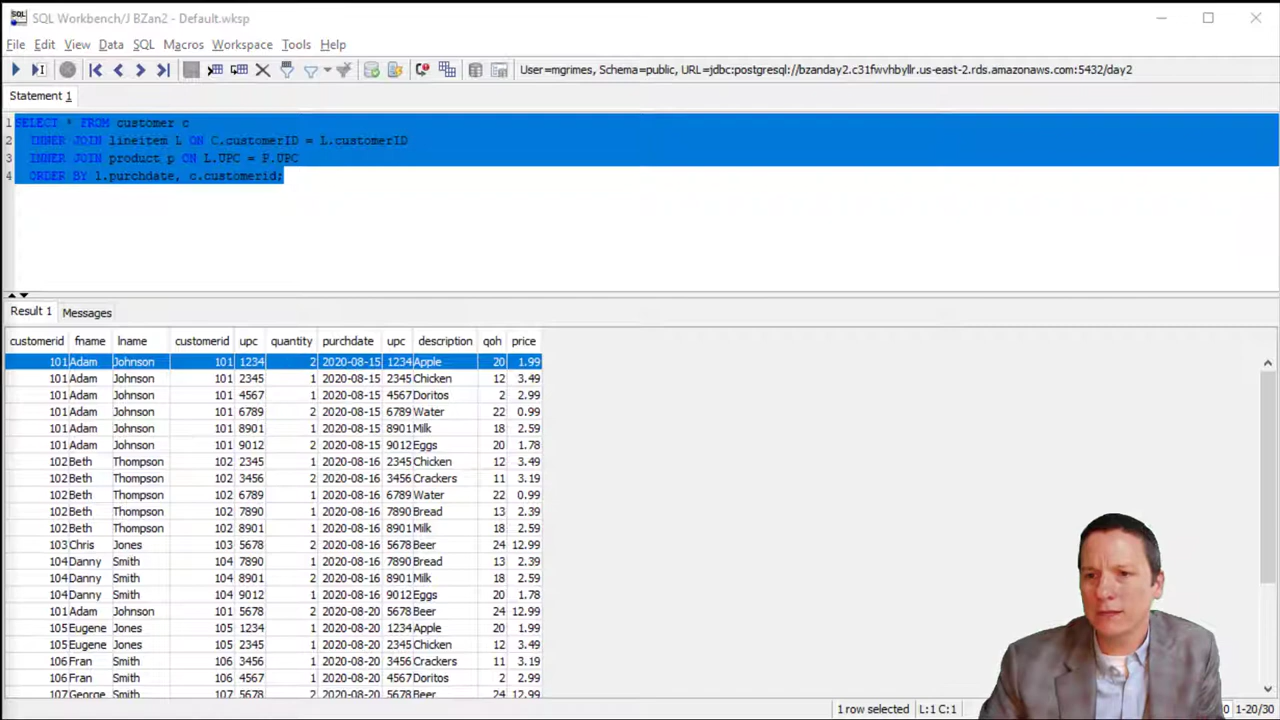 SQL Workbench/J BZan2 - Default.wksp
File Edit View Data SQL Macros Workspace Tools Help
User=mgrimes, Schema=public, URL=jdbc:postgresql://bzanday2.c31fwvhbyllr.us-east-2.rds.amazonaws.com:5432/day2
Statement 1
1 SELECT * FROM customer c
2 INNER JOIN lineitem L ON C.customerID = L.customerID
3 INNER JOIN product p ON L.UPC = P.UPC
4 ORDER BY l.purchdate, c.customerid;
Result 1 Messages
customerid fname lname customerid upc quantity purchdate upc description qoh price
101 Adam Johnson 101 1234 2 2020-08-15 1234 Apple 20 1.99
101 Adam Johnson 101 2345 1 2020-08-15 2345 Chicken 12 3.49
101 Adam Johnson 101 4567 1 2020-08-15 4567 Doritos 2 2.99
101 Adam Johnson 101 6789 2 2020-08-15 6789 Water 22 0.99
101 Adam Johnson 101 8901 1 2020-08-15 8901 Milk 18 2.59
101 Adam Johnson 101 9012 2 2020-08-15 9012 Eggs 20 1.78
102 Beth Thompson 102 2345 1 2020-08-16 2345 Chicken 12 3.49
102 Beth Thompson 102 3456 2 2020-08-16 3456 Crackers 11 3.19
102 Beth Thompson 102 6789 1 2020-08-16 6789 Water 22 0.99
102 Beth Thompson 102 7890 2 2020-08-16 7890 Bread 13 2.39
102 Beth Thompson 102 8901 1 2020-08-16 8901 Milk 18 2.59
103 Chris Jones 103 5678 2 2020-08-16 5678 Beer 24 12.99
104 Danny Smith 104 7890 1 2020-08-16 7890 Bread 13 2.39
104 Danny Smith 104 8901 2 2020-08-16 8901 Milk 18 2.59
104 Danny Smith 104 9012 1 2020-08-16 9012 Eggs 20 1.78
101 Adam Johnson 101 5678 2 2020-08-20 5678 Beer 24 12.99
105 Eugene Jones 105 1234 1 2020-08-20 1234 Apple 20 1.99
105 Eugene Jones 105 2345 1 2020-08-20 2345 Chicken 12 3.49
106 Fran Smith 106 3456 1 2020-08-20 3456 Crackers 11 3.19
106 Fran Smith 106 4567 1 2020-08-20 4567 Doritos 2 2.99
107 George Smith 107 5678 2 2020-08-20 5678 Beer 24 12.99
1 row selected L:1 C:1 0 1-20/30